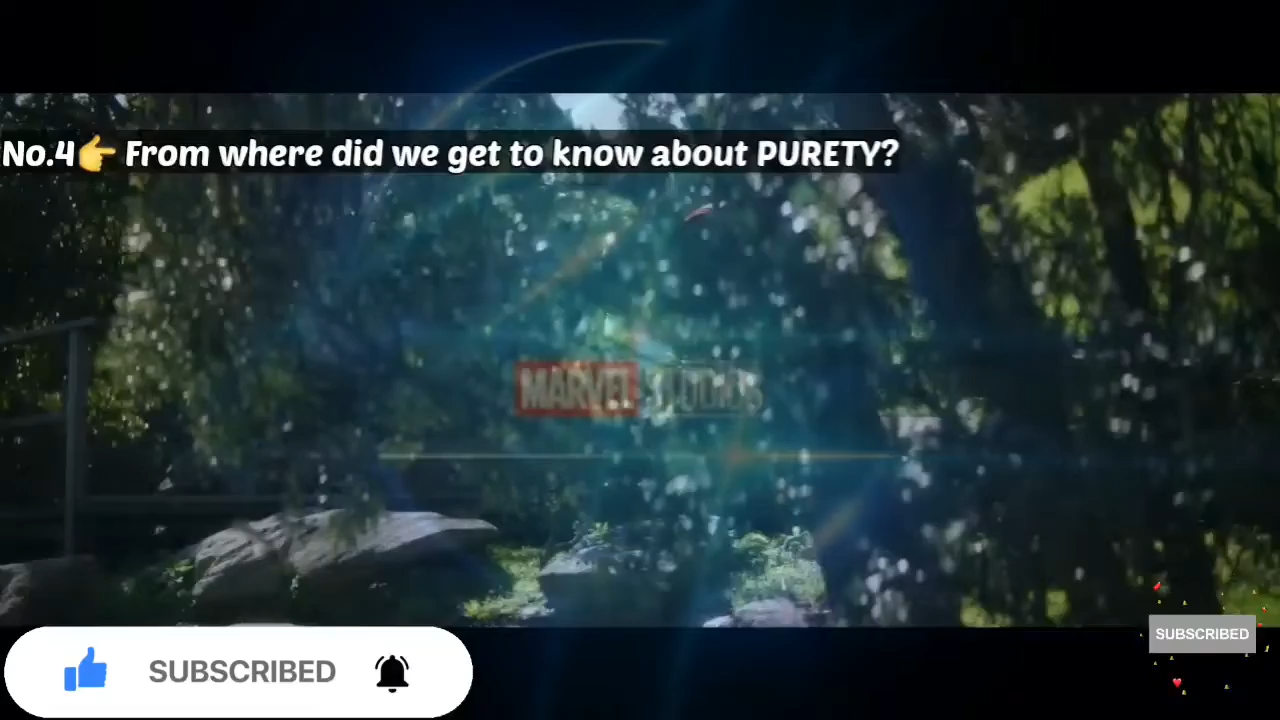 No.4👉 From where did we get to know about PURETY?
MARVEL STUDIOS
SUBSCRIBED
SUBSCRIBED